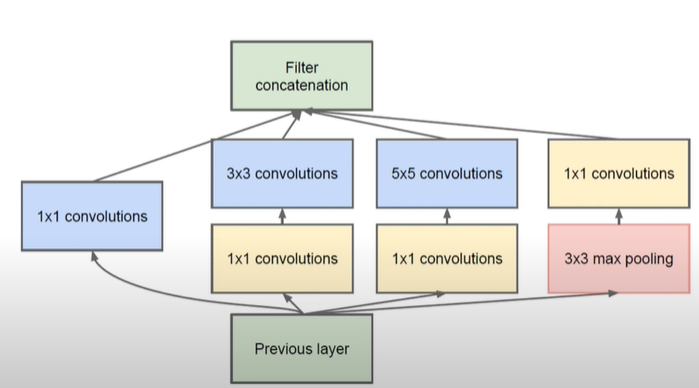 Filter
concatenation
3x3 convolutions
5x5 convolutions
1x1 convolutions
1x1 convolutions
1x1 convolutions
1x1 convolutions
3x3 max pooling
Previous layer